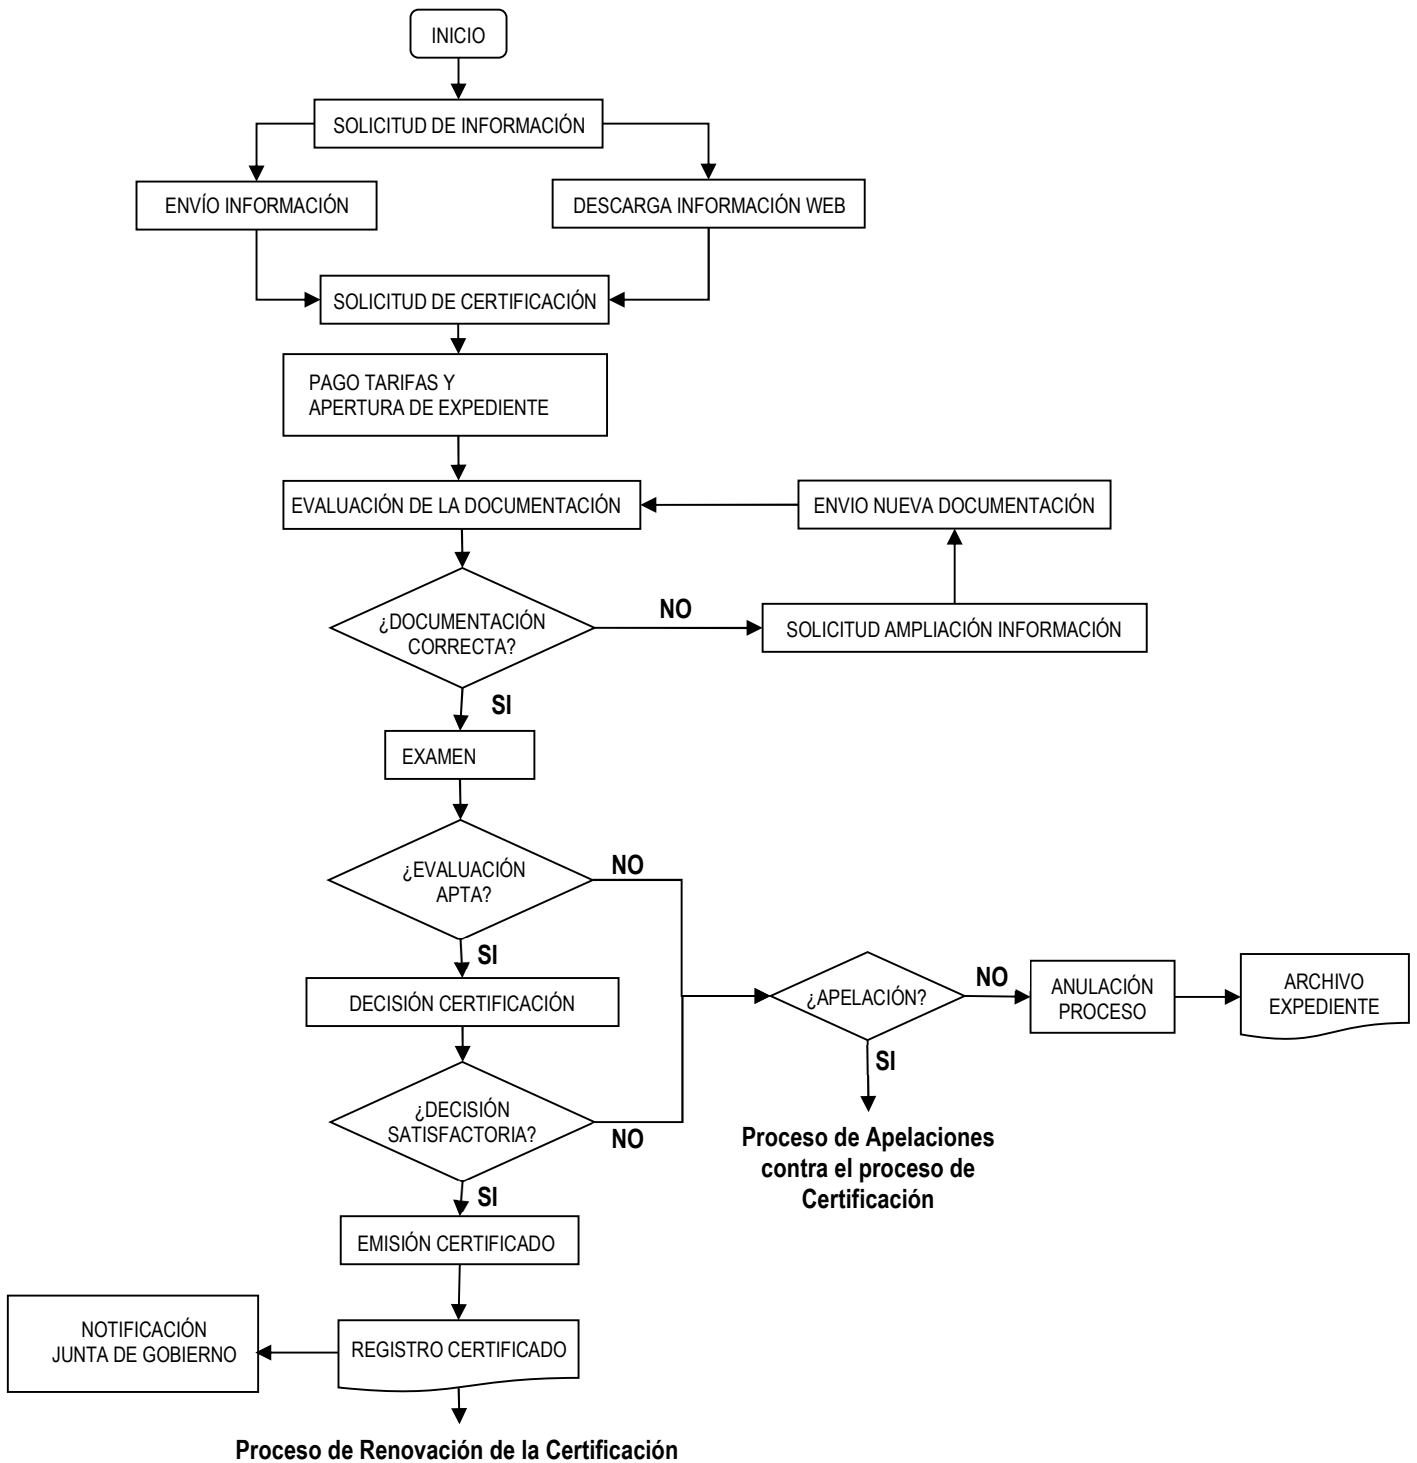 INICIO
SOLICITUD DE INFORMACIÓN
ENVÍO INFORMACIÓN
DESCARGA INFORMACIÓN WEB
SOLICITUD DE CERTIFICACIÓN
PAGO TARIFAS Y
APERTURA DE EXPEDIENTE
EVALUACIÓN DE LA DOCUMENTACIÓN
ENVIO NUEVA DOCUMENTACIÓN
¿DOCUMENTACIÓN
CORRECTA?
NO
SOLICITUD AMPLIACIÓN INFORMACIÓN
SI
EXAMEN
¿EVALUACIÓN
APTA?
NO
SI
DECISIÓN CERTIFICACIÓN
¿APELACIÓN?
NO
ANULACIÓN
PROCESO
ARCHIVO
EXPEDIENTE
SI
¿DECISIÓN
SATISFACTORIA?
NO
Proceso de Apelaciones
contra el proceso de
Certificación
SI
EMISIÓN CERTIFICADO
NOTIFICACIÓN
JUNTA DE GOBIERNO
REGISTRO CERTIFICADO
Proceso de Renovación de la Certificación